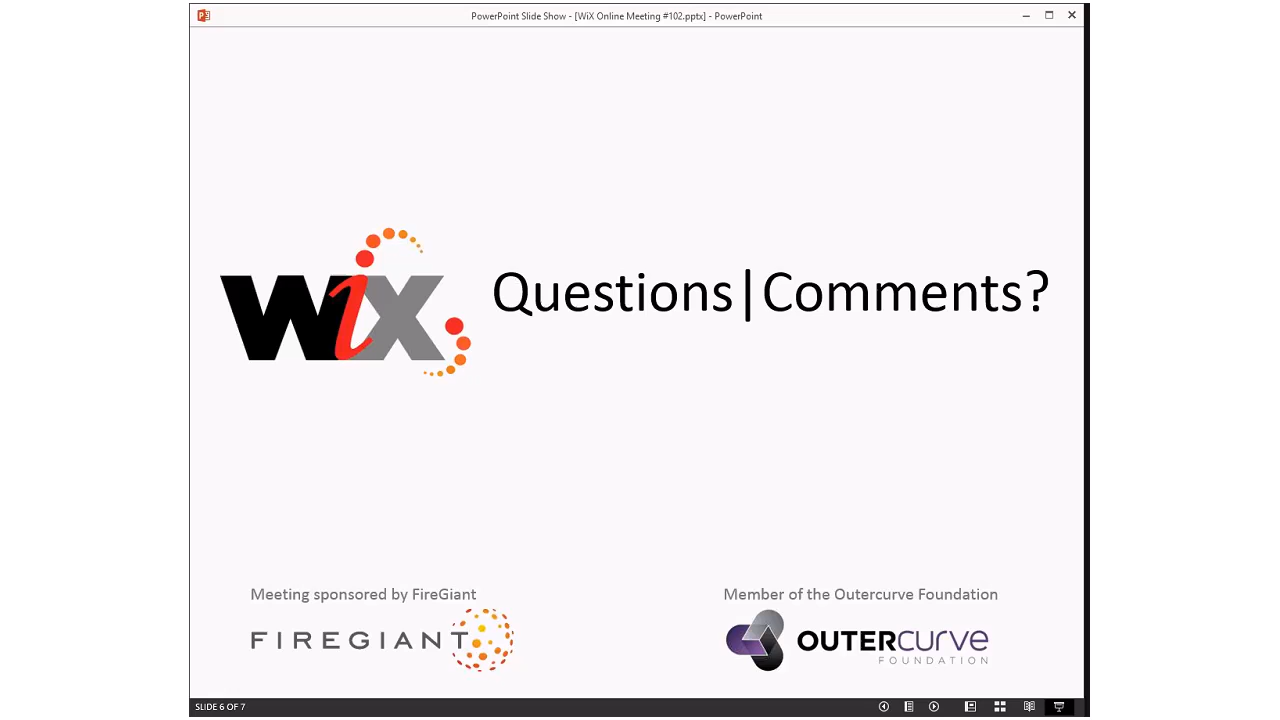 PowerPoint Slide Show - [WiX Online Meeting #102.pptx] - PowerPoint
WiX
Questions|Comments?
Meeting sponsored by FireGiant
Member of the Outercurve Foundation
FIREGIANT
OUTERCURVE
FOUNDATION
SLIDE 6 OF 7